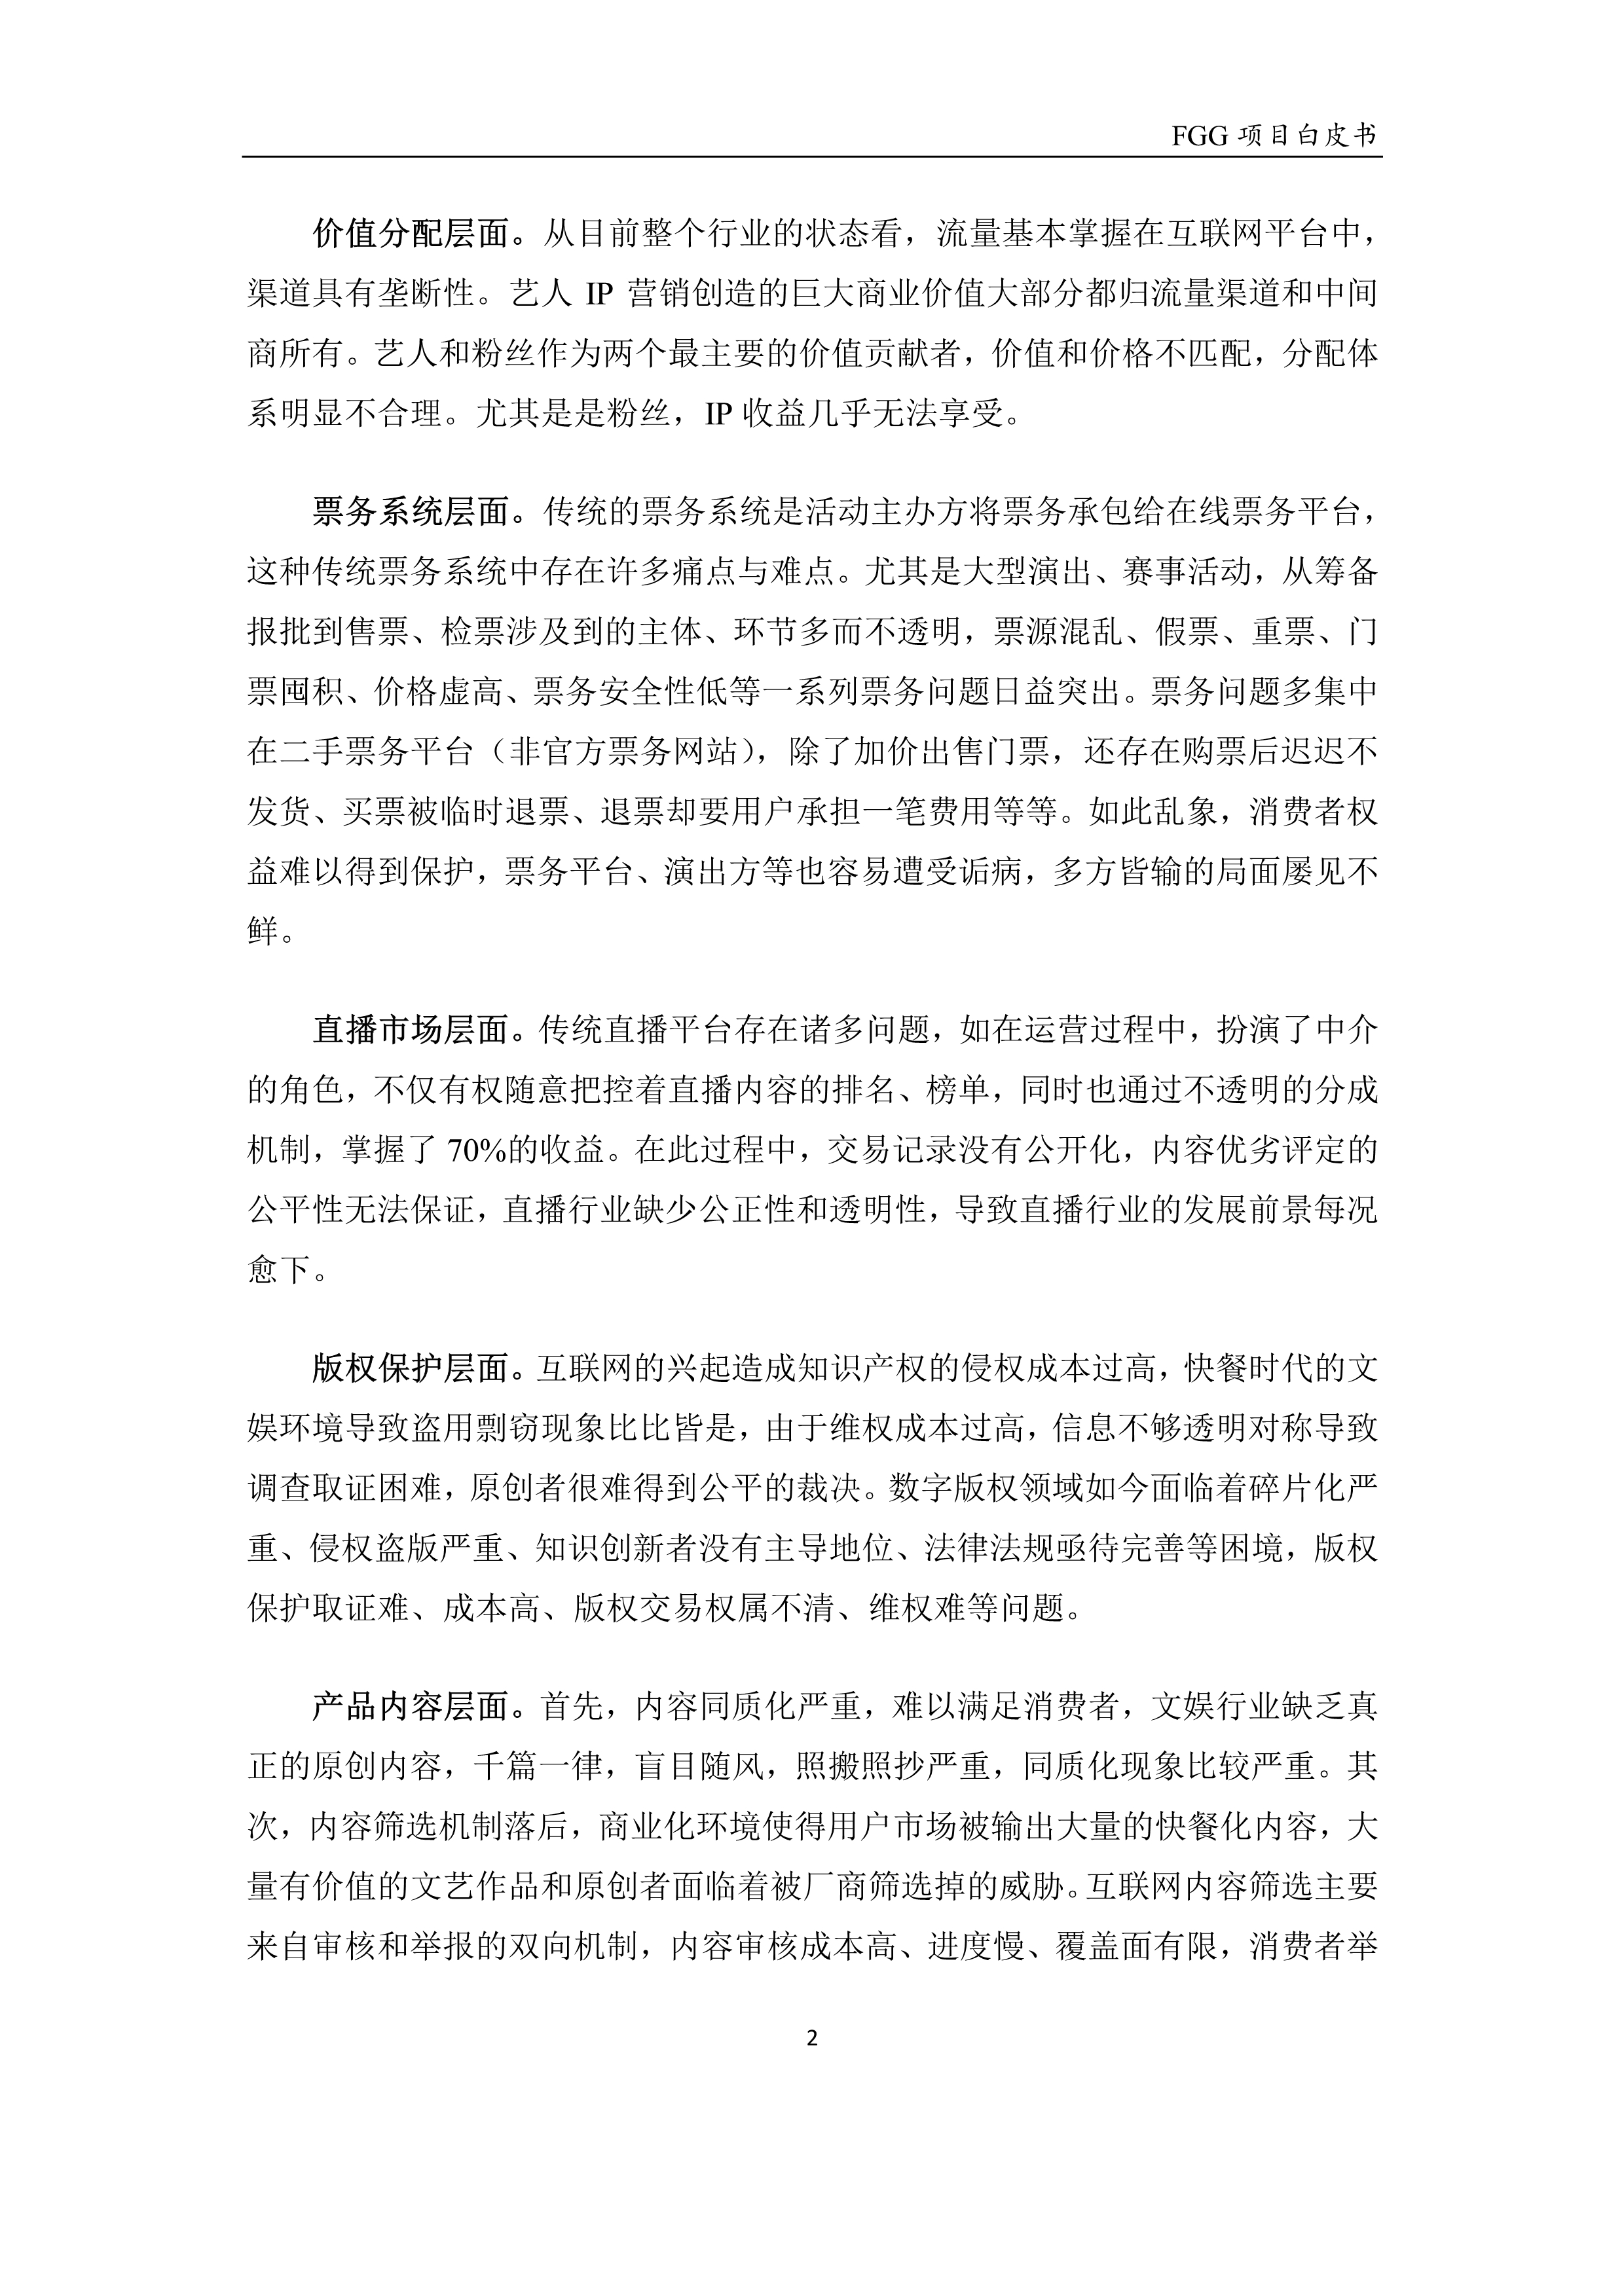 FGG 项目白皮书
价值分配层面。从目前整个行业的状态看，流量基本掌握在互联网平台中，
渠道具有垄断性。艺人 IP 营销创造的巨大商业价值大部分都归流量渠道和中间
商所有。艺人和粉丝作为两个最主要的价值贡献者，价值和价格不匹配，分配体
系明显不合理。尤其是是粉丝，IP 收益几乎无法享受。
票务系统层面。传统的票务系统是活动主办方将票务承包给在线票务平台，
这种传统票务系统中存在许多痛点与难点。尤其是大型演出、赛事活动，从筹备
报批到售票、检票涉及到的主体、环节多而不透明，票源混乱、假票、重票、门
票囤积、价格虚高、票务安全性低等一系列票务问题日益突出。票务问题多集中
在二手票务平台（非官方票务网站），除了加价出售门票，还存在购票后迟迟不
发货、买票被临时退票、退票却要用户承担一笔费用等等。如此乱象，消费者权
益难以得到保护，票务平台、演出方等也容易遭受诟病，多方皆输的局面屡见不
鲜。
直播市场层面。传统直播平台存在诸多问题，如在运营过程中，扮演了中介
的角色，不仅有权随意把控着直播内容的排名、榜单，同时也通过不透明的分成
机制，掌握了 70%的收益。在此过程中，交易记录没有公开化，内容优劣评定的
公平性无法保证，直播行业缺少公正性和透明性，导致直播行业的发展前景每况
愈下。
版权保护层面。互联网的兴起造成知识产权的侵权成本过高，快餐时代的文
娱环境导致盗用剽窃现象比比皆是，由于维权成本过高，信息不够透明对称导致
调查取证困难，原创者很难得到公平的裁决。数字版权领域如今面临着碎片化严
重、侵权盗版严重、知识创新者没有主导地位、法律法规亟待完善等困境，版权
保护取证难、成本高、版权交易权属不清、维权难等问题。
产品内容层面。首先，内容同质化严重，难以满足消费者，文娱行业缺乏真
正的原创内容，千篇一律，盲目随风，照搬照抄严重，同质化现象比较严重。其
次，内容筛选机制落后，商业化环境使得用户市场被输出大量的快餐化内容，大
量有价值的文艺作品和原创者面临着被厂商筛选掉的威胁。互联网内容筛选主要
来自审核和举报的双向机制，内容审核成本高、进度慢、覆盖面有限，消费者举
2